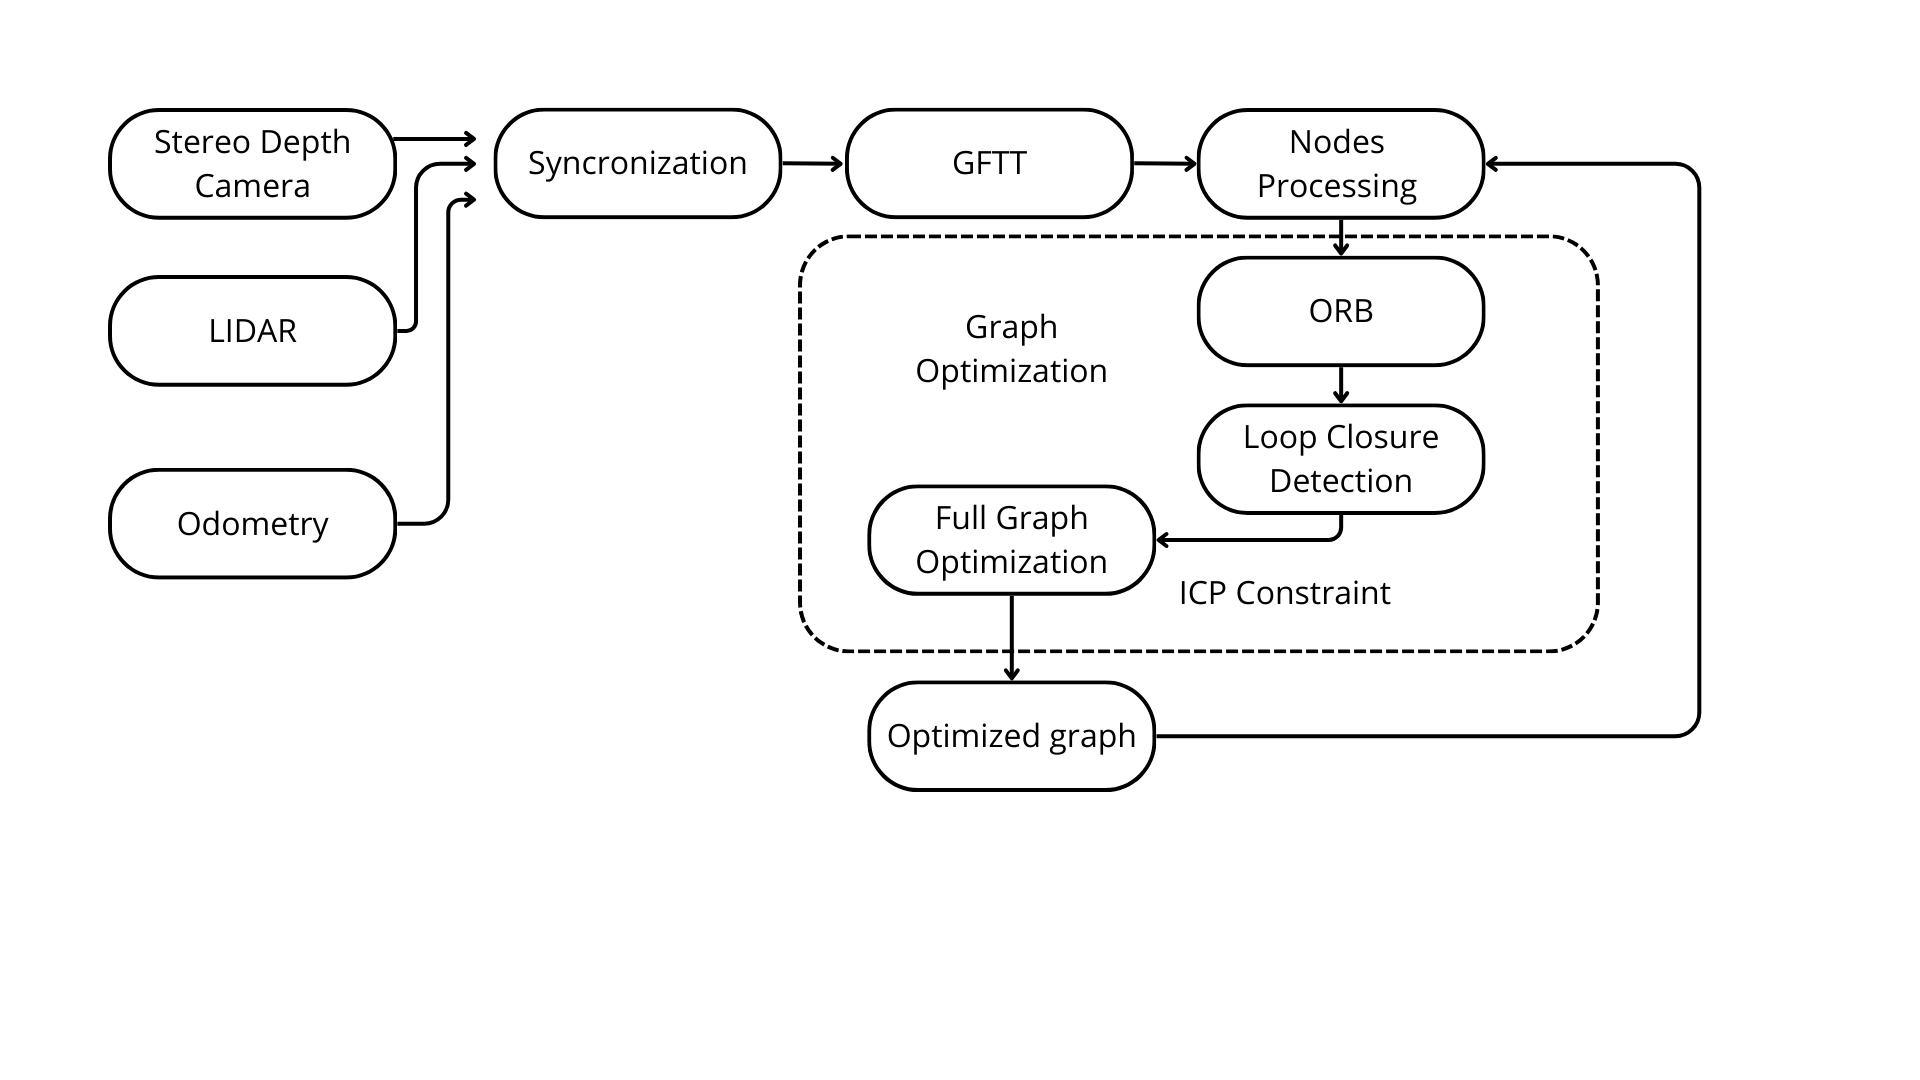 Stereo Depth
Camera
Syncronization
GFTT
Nodes
Processing
LIDAR
ORB
Graph
Optimization
Loop Closure
Detection
Odometry
Full Graph
Optimization
ICP Constraint
Optimized graph